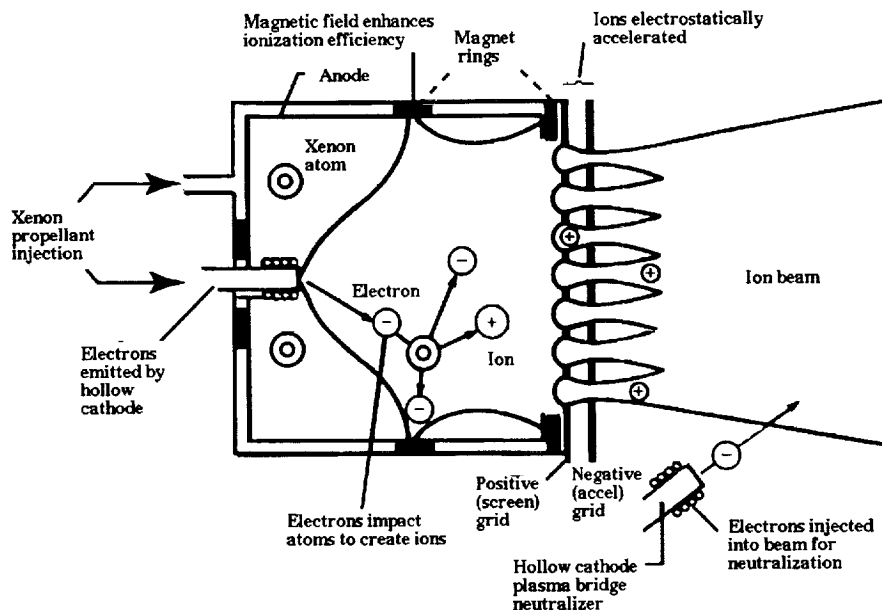 Magnetic field enhances
ionization efficiency
Anode
Magnet
rings
Ions electrostatically
accelerated
Xenon
atom
Xenon
propellant
injection
Electron
−
−
+
Ion
−
+
+
+
Ion beam
Electrons
emitted by
hollow
cathode
Electrons impact
atoms to create ions
Positive
(screen)
grid
Negative
(accel)
grid
−
Hollow cathode
plasma bridge
neutralizer
Electrons injected
into beam for
neutralization